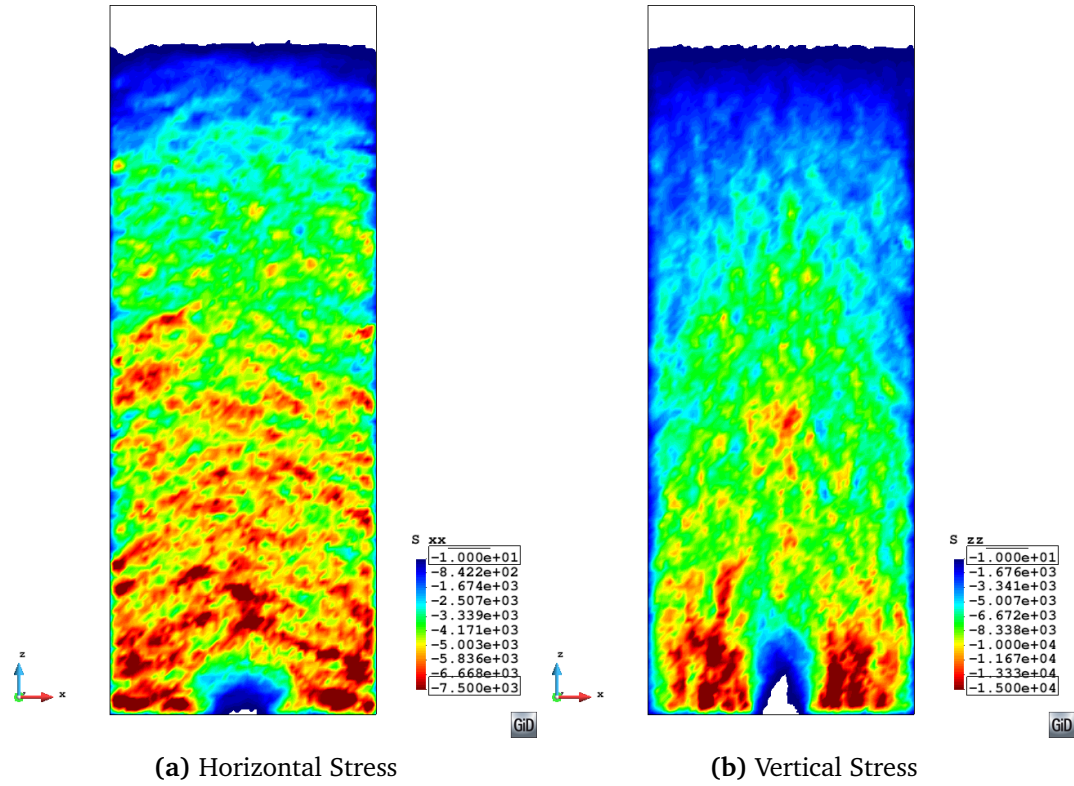 S xx
-1.000e+01
-8.422e+02
-1.674e+03
-2.507e+03
-3.339e+03
-4.171e+03
-5.003e+03
-5.836e+03
-6.668e+03
-7.500e+03
z
x
GiD
(a) Horizontal Stress
S zz
-1.000e+01
-1.676e+03
-3.341e+03
-5.007e+03
-6.672e+03
-8.338e+03
-1.000e+04
-1.167e+04
-1.333e+04
-1.500e+04
z
x
GiD
(b) Vertical Stress